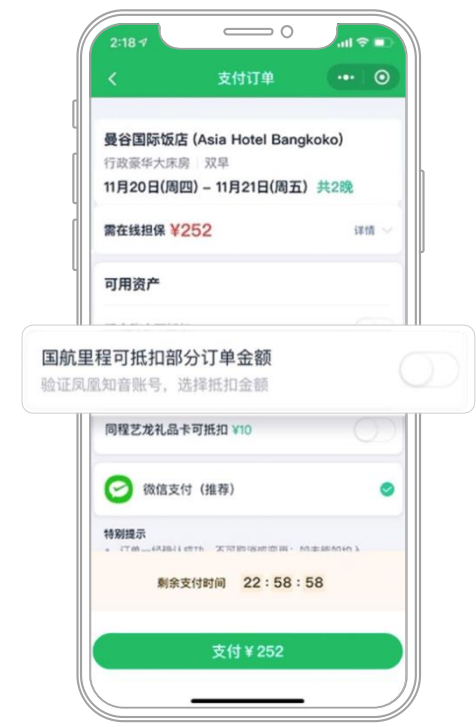 2:18
支付订单
曼谷国际饭店 (Asia Hotel Bangkoko)
行政豪华大床房 双早
11月20日(周四) – 11月21日(周五) 共2晚
需在线担保 ¥252
详情
可用资产
国航里程可抵扣部分订单金额
验证凤凰知音账号，选择抵扣金额
同程艺龙礼品卡可抵扣 ¥10
微信支付（推荐）
特别提示
剩余支付时间 22：58：58
支付 ¥ 252